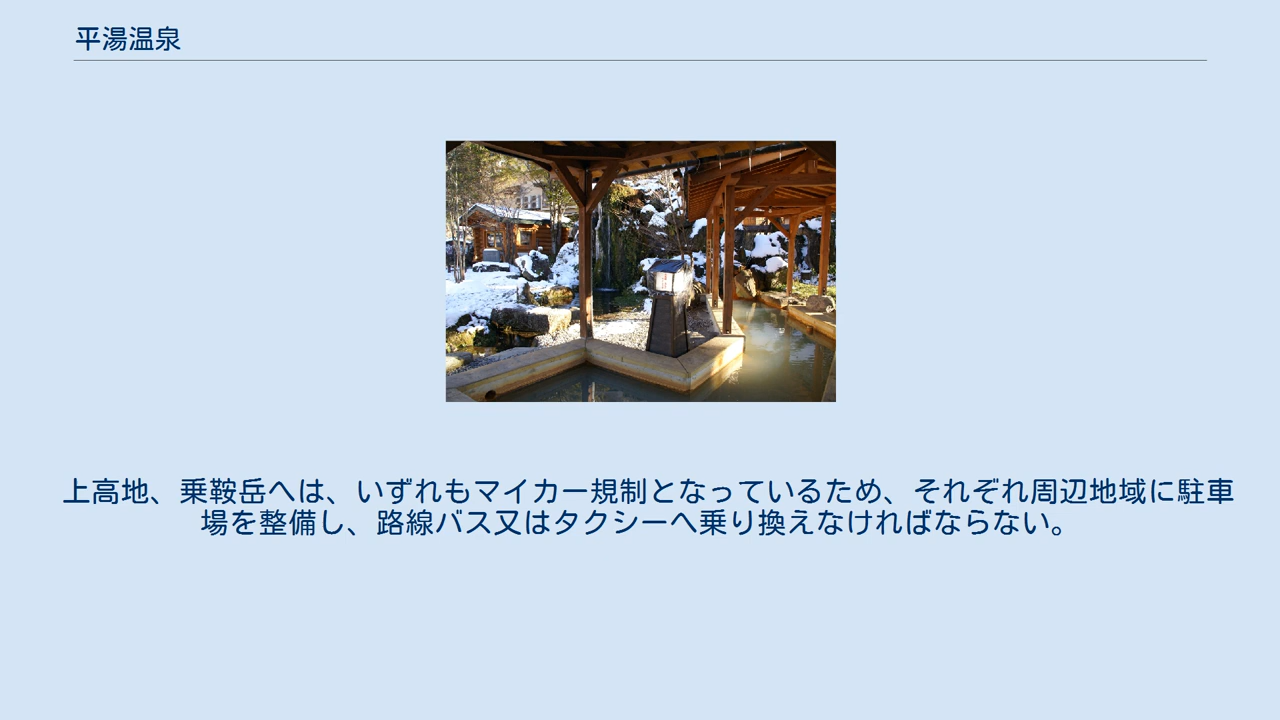 平湯温泉
上高地、乗鞍岳へは、いずれもマイカー規制となっているため、それぞれ周辺地域に駐車
場を整備し、路線バス又はタクシーへ乗り換えなければならない。